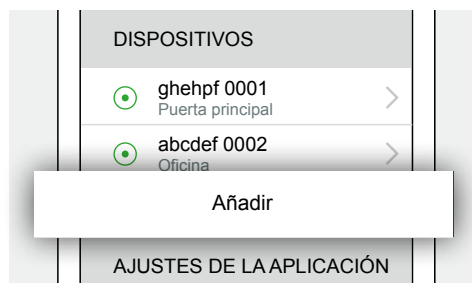 DISPOSITIVOS
ghehpf 0001
Puerta principal
abcdef 0002
Oficina
Añadir
AJUSTES DE LA APLICACIÓN